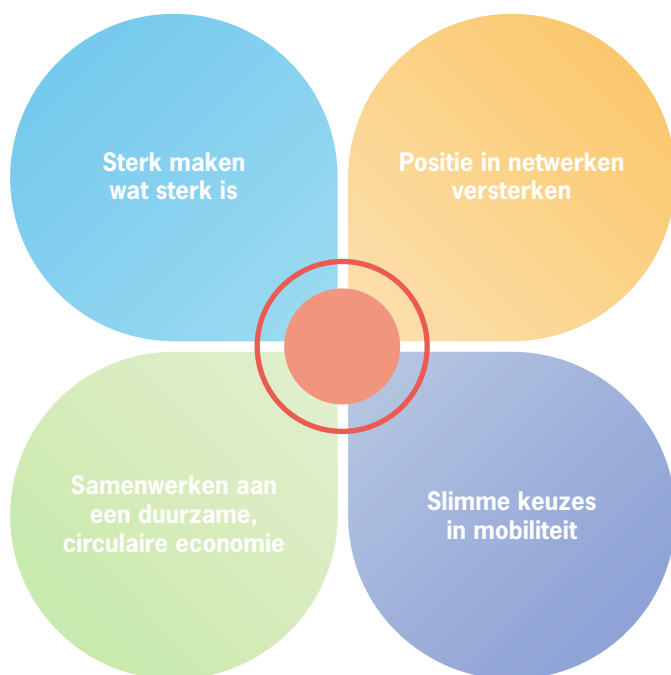 Sterk maken
wat sterk is
Positie in netwerken
versterken
Samenwerken aan
een duurzame,
circulaire economie
Slimme keuzes
in mobiliteit